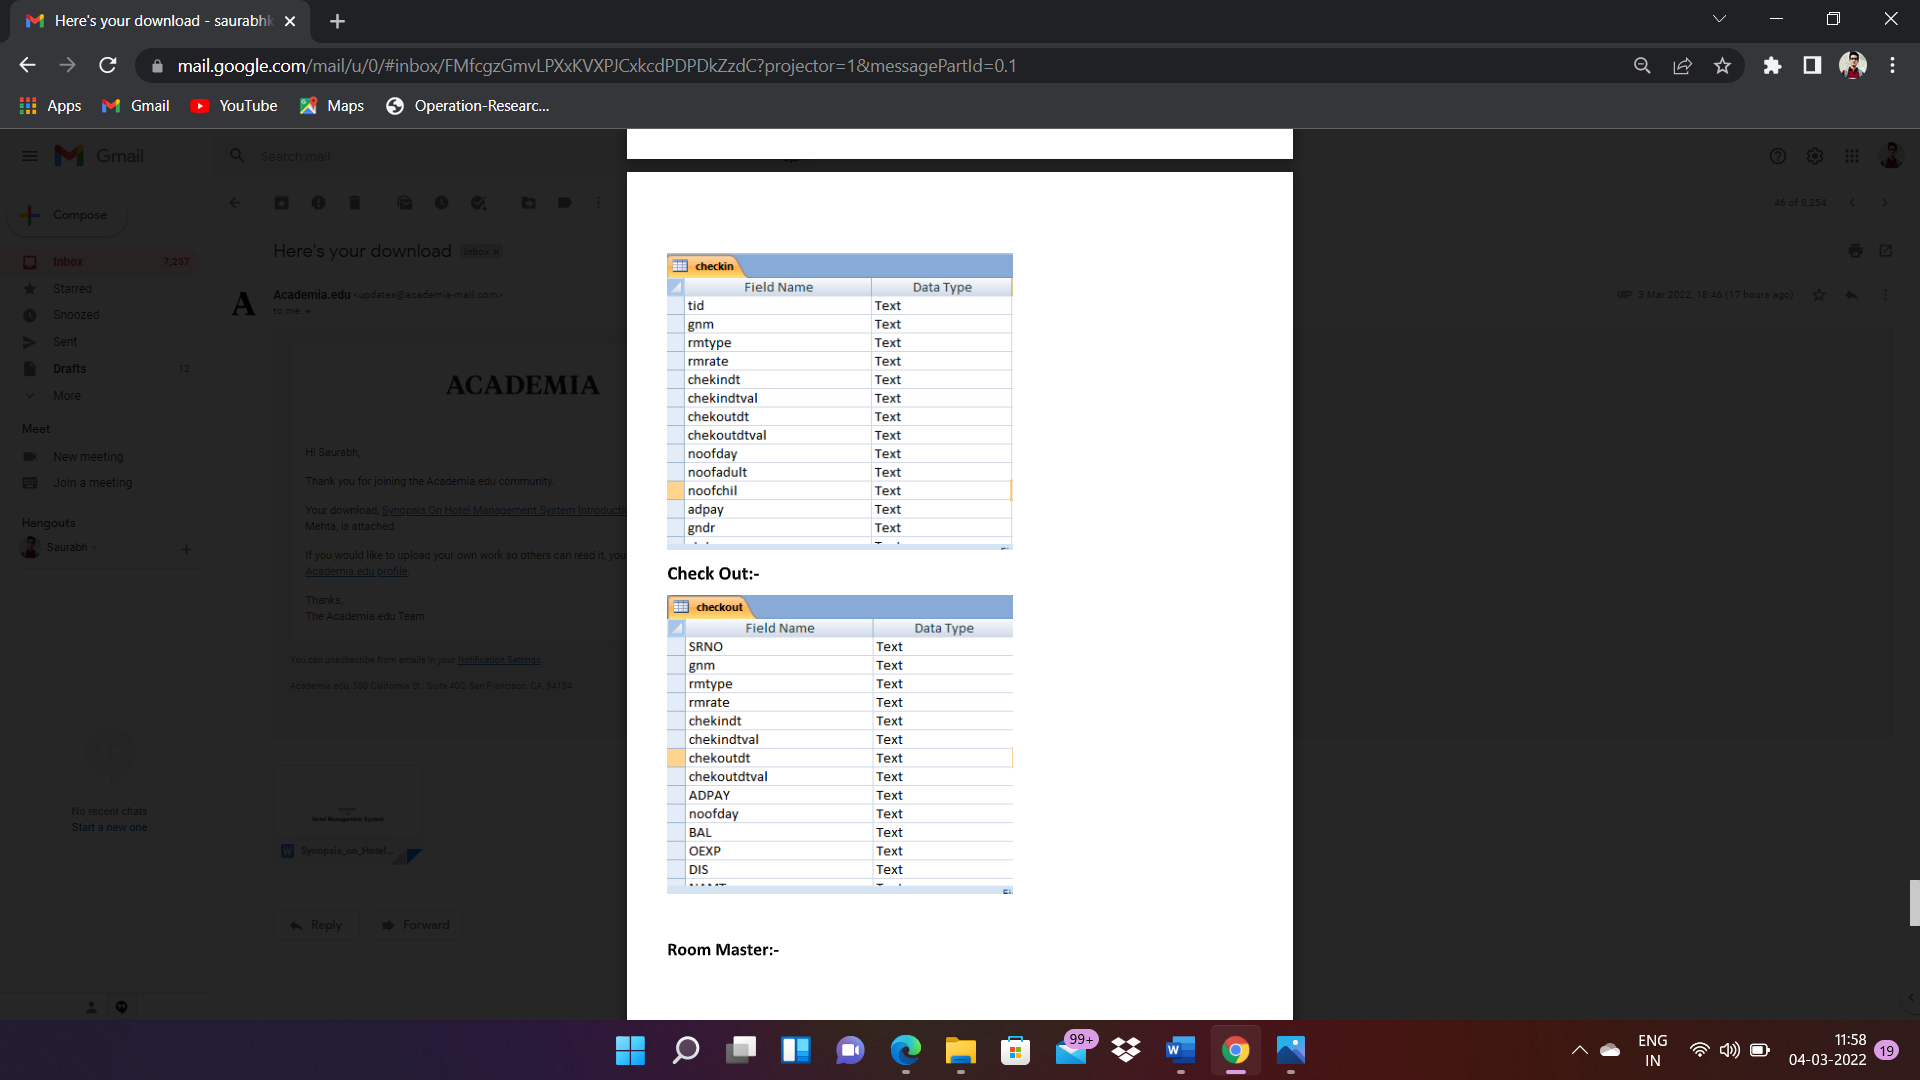 Here's your download - saurabhk
mail.google.com/mail/u/0/#inbox/FMfcgzGmvLPXxKVXPJCxkcdPDPDkZzdC?projector=1&messagePartId=0.1
Apps Gmail YouTube Maps Operation-Researc...
Gmail Search mail
Compose
46 of 8,254
Here's your download Inbox x
Inbox 7,257
Starred
Snoozed
Sent
Drafts 12
More
Academia.edu <updates@academia-mail.com>
to me
3 Mar 2022, 18:46 (17 hours ago)
ACADEMIA
Meet
New meeting
Join a meeting
Hangouts
Saurabh
No recent chats
Start a new one
Hi Saurabh,
Thank you for joining the Academia.edu community.
Your download, Synopsis On Hotel Management System Introducti
Mehta, is attached.
If you would like to upload your own work so others can read it, you
Academia.edu profile.
Thanks,
The Academia.edu Team
You can unsubscribe from emails in your Notification Settings.
Academia.edu, 580 California St., Suite 400, San Francisco, CA, 94104
Hotel Management System
W Synopsis_on_Hotel...
Reply Forward
checkin
Field Name Data Type
tid Text
gnm Text
rmtype Text
rmrate Text
chekindt Text
chekindtval Text
chekoutdt Text
chekoutdtval Text
noofday Text
noofadult Text
noofchil Text
adpay Text
gndr Text
Check Out:-
checkout
Field Name Data Type
SRNO Text
gnm Text
rmtype Text
rmrate Text
chekindt Text
chekindtval Text
chekoutdt Text
chekoutdtval Text
ADPAY Text
noofday Text
BAL Text
OEXP Text
DIS Text
Room Master:-
99+
W
ENG
IN
11:58
04-03-2022
19